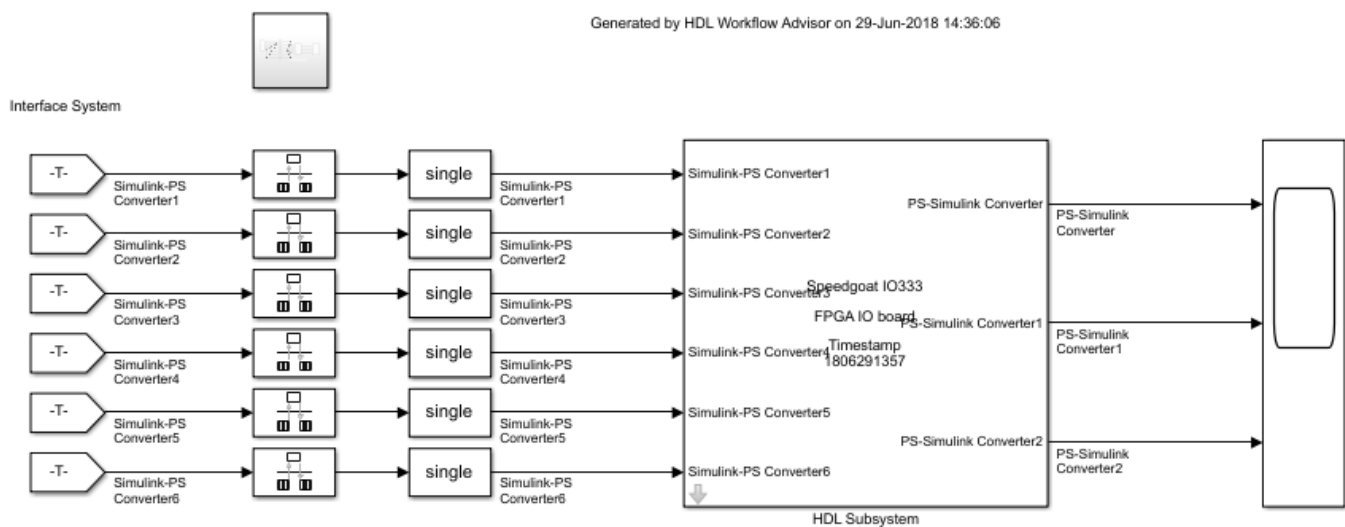 Generated by HDL Workflow Advisor on 29-Jun-2018 14:36:06
Interface System
-T-
Simulink-PS
Converter1
single
Simulink-PS
Converter1
Simulink-PS Converter1
-T-
Simulink-PS
Converter2
single
Simulink-PS
Converter2
Simulink-PS Converter2
-T-
Simulink-PS
Converter3
single
Simulink-PS
Converter3
Simulink-PS Converter3
-T-
Simulink-PS
Converter4
single
Simulink-PS
Converter4
Simulink-PS Converter4
-T-
Simulink-PS
Converter5
single
Simulink-PS
Converter5
Simulink-PS Converter5
-T-
Simulink-PS
Converter6
single
Simulink-PS
Converter6
Simulink-PS Converter6
Speedgoat IO333
FPGA IO board
Timestamp
1806291357
PS-Simulink Converter
PS-Simulink
Converter
PS-Simulink Converter1
PS-Simulink
Converter1
PS-Simulink Converter2
PS-Simulink
Converter2
HDL Subsystem